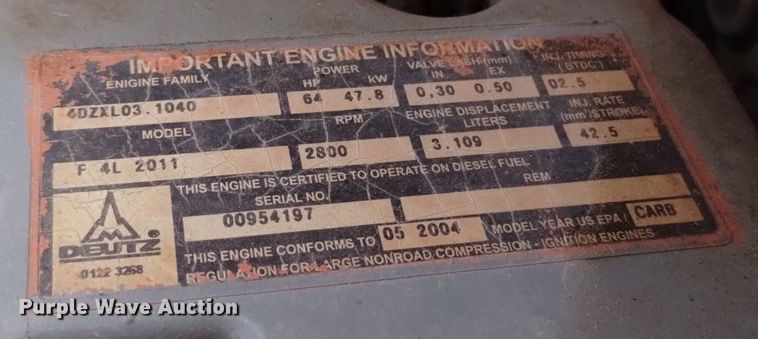 IMPORTANT ENGINE INFORMATION
ENIGINE FAMILY
POWER
HP KW
VALVE LASH (mm)
IN EX
INJ. TIMING
(BTDC)
4DZXL03.1040
64 47.8
0,30 0.50
02.5
MODEL
RPM
ENGINE DISPLACEMENT
LITERS
INJ. RATE
(mm³/STROKE)
F 4L 2011
2800
3.109
42.5
THIS ENGINE IS CERTIFIED TO OPERATE ON DIESEL FUEL
SERIAL NO.
REM
00954197
THIS ENGINE CONFORMS TO 05 2004 MODEL YEAR US EPA / CARB
REGULATION FOR LARGE NONROAD COMPRESSION - IGNITION ENGINES
DEUTZ ®
0122 3268
Purple Wave Auction